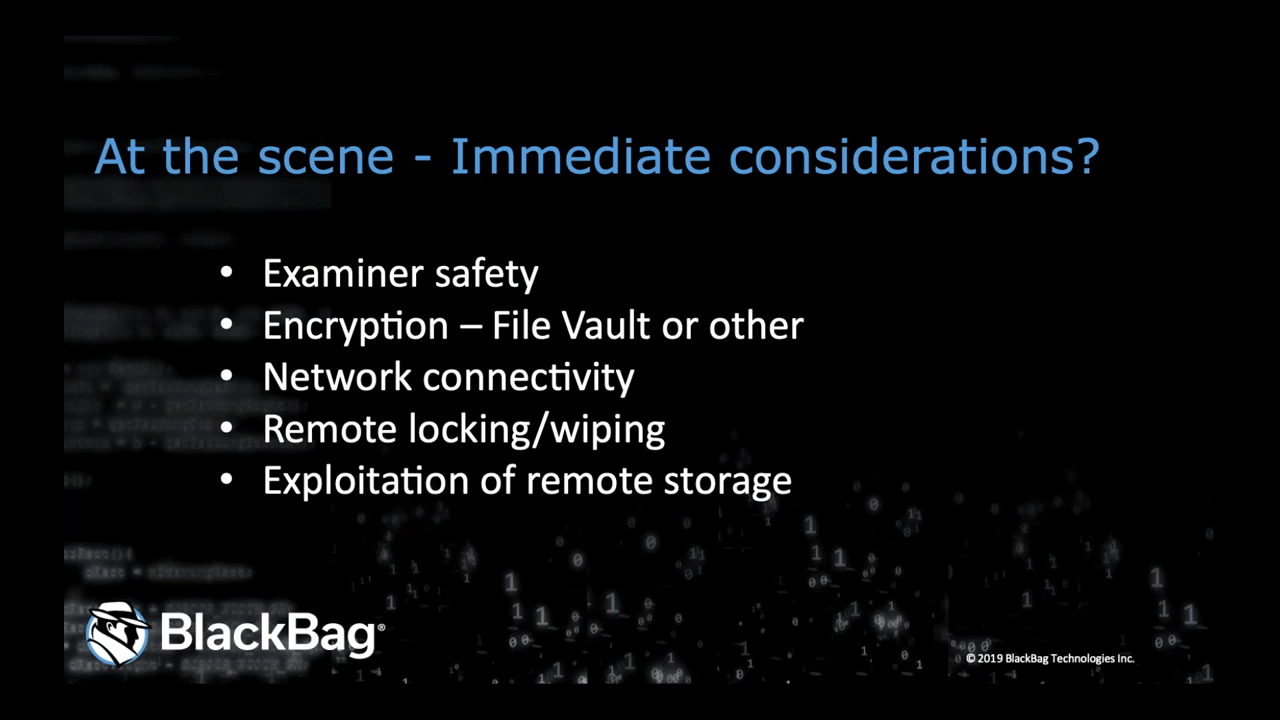 At the scene - Immediate considerations?
• Examiner safety
• Encryption – File Vault or other
• Network connectivity
• Remote locking/wiping
• Exploitation of remote storage
BlackBag®
© 2019 BlackBag Technologies Inc.